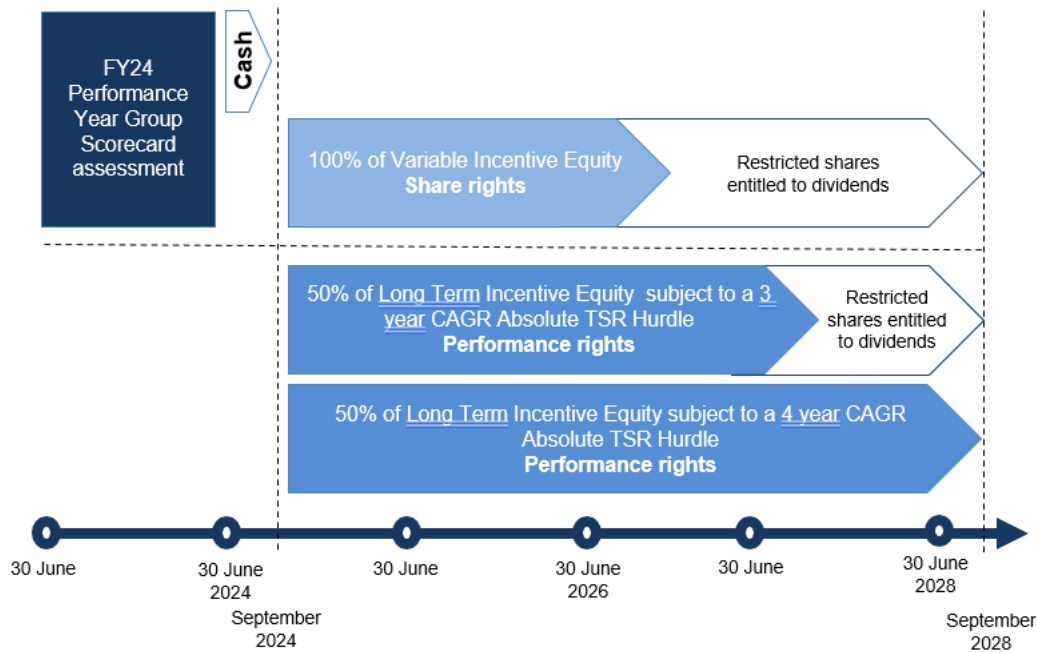 FY24
Performance
Year Group
Scorecard
assessment
Cash
100% of Variable Incentive Equity
Share rights
Restricted shares
entitled to dividends
50% of Long Term Incentive Equity subject to a 3
year CAGR Absolute TSR Hurdle
Performance rights
Restricted
shares entitled
to dividends
50% of Long Term Incentive Equity subject to a 4 year CAGR
Absolute TSR Hurdle
Performance rights
30 June
30 June
2024
30 June
30 June
2026
30 June
30 June
2028
September
2024
September
2028